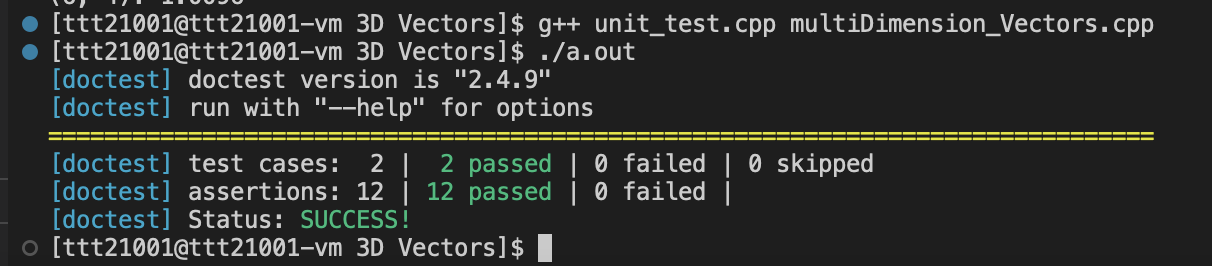 [ttt21001@ttt21001-vm 3D Vectors]$ g++ unit_test.cpp multiDimension_Vectors.cpp
[ttt21001@ttt21001-vm 3D Vectors]$ ./a.out
[doctest] doctest version is "2.4.9"
[doctest] run with "--help" for options
===============================================================================
[doctest] test cases:  2 |  2 passed | 0 failed | 0 skipped
[doctest] assertions: 12 | 12 passed | 0 failed |
[doctest] Status: SUCCESS!
[ttt21001@ttt21001-vm 3D Vectors]$